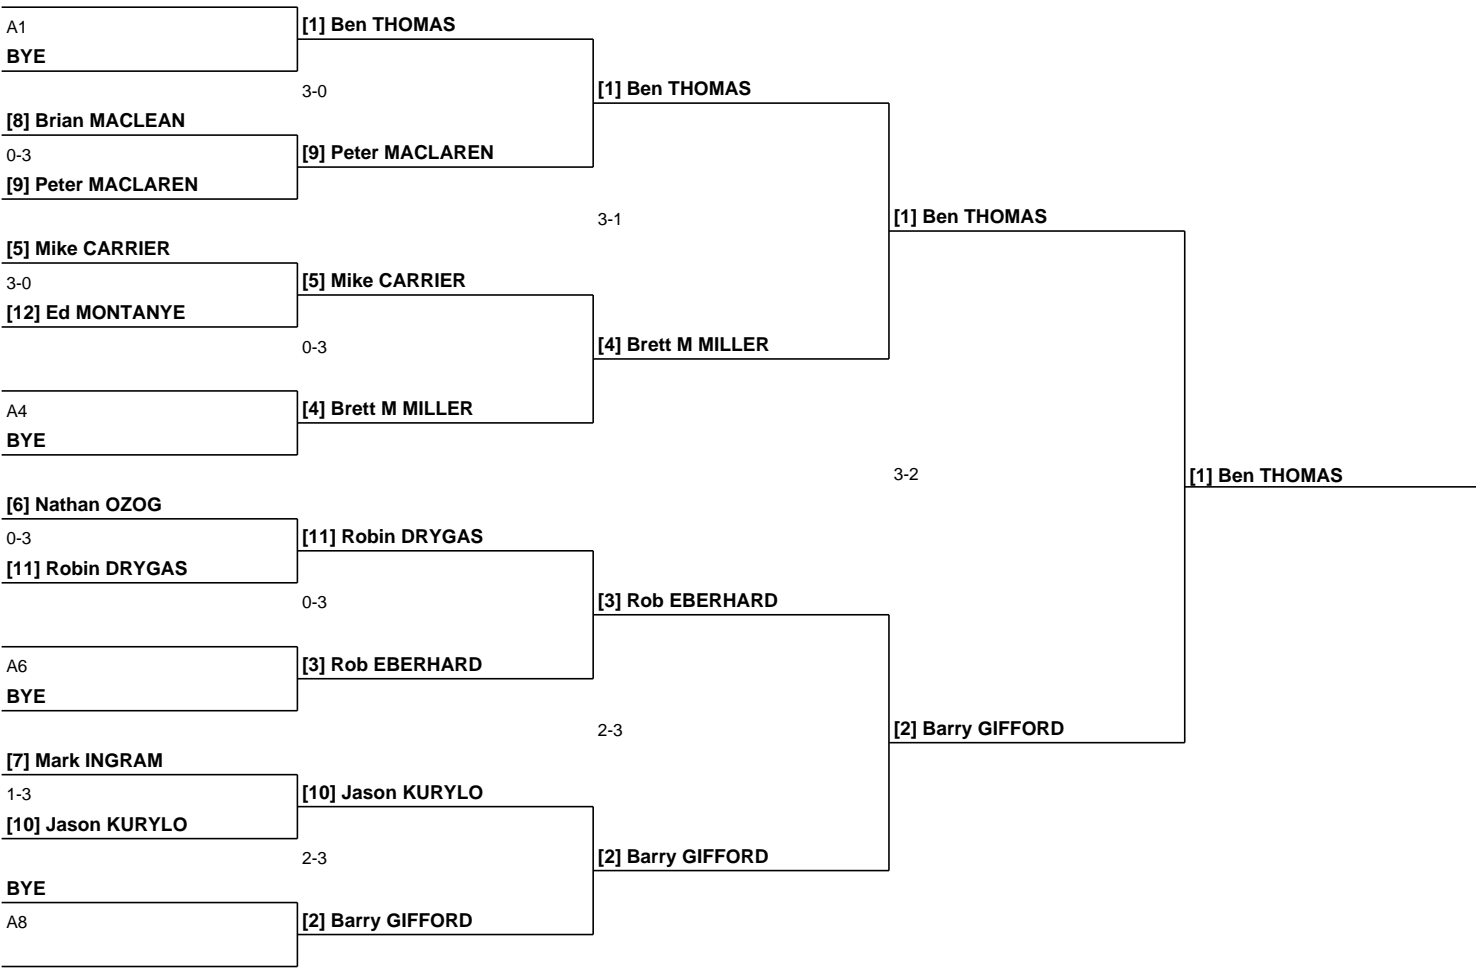 A1
BYE
[1] Ben THOMAS
3-0
[8] Brian MACLEAN
0-3
[9] Peter MACLAREN
[9] Peter MACLAREN
[1] Ben THOMAS
3-1
[5] Mike CARRIER
3-0
[12] Ed MONTANYE
[5] Mike CARRIER
0-3
A4
BYE
[4] Brett M MILLER
[4] Brett M MILLER
[1] Ben THOMAS
3-2
[6] Nathan OZOG
0-3
[11] Robin DRYGAS
[11] Robin DRYGAS
0-3
A6
BYE
[3] Rob EBERHARD
[3] Rob EBERHARD
2-3
[7] Mark INGRAM
1-3
[10] Jason KURYLO
[10] Jason KURYLO
2-3
BYE
A8
[2] Barry GIFFORD
[2] Barry GIFFORD
[2] Barry GIFFORD
[1] Ben THOMAS